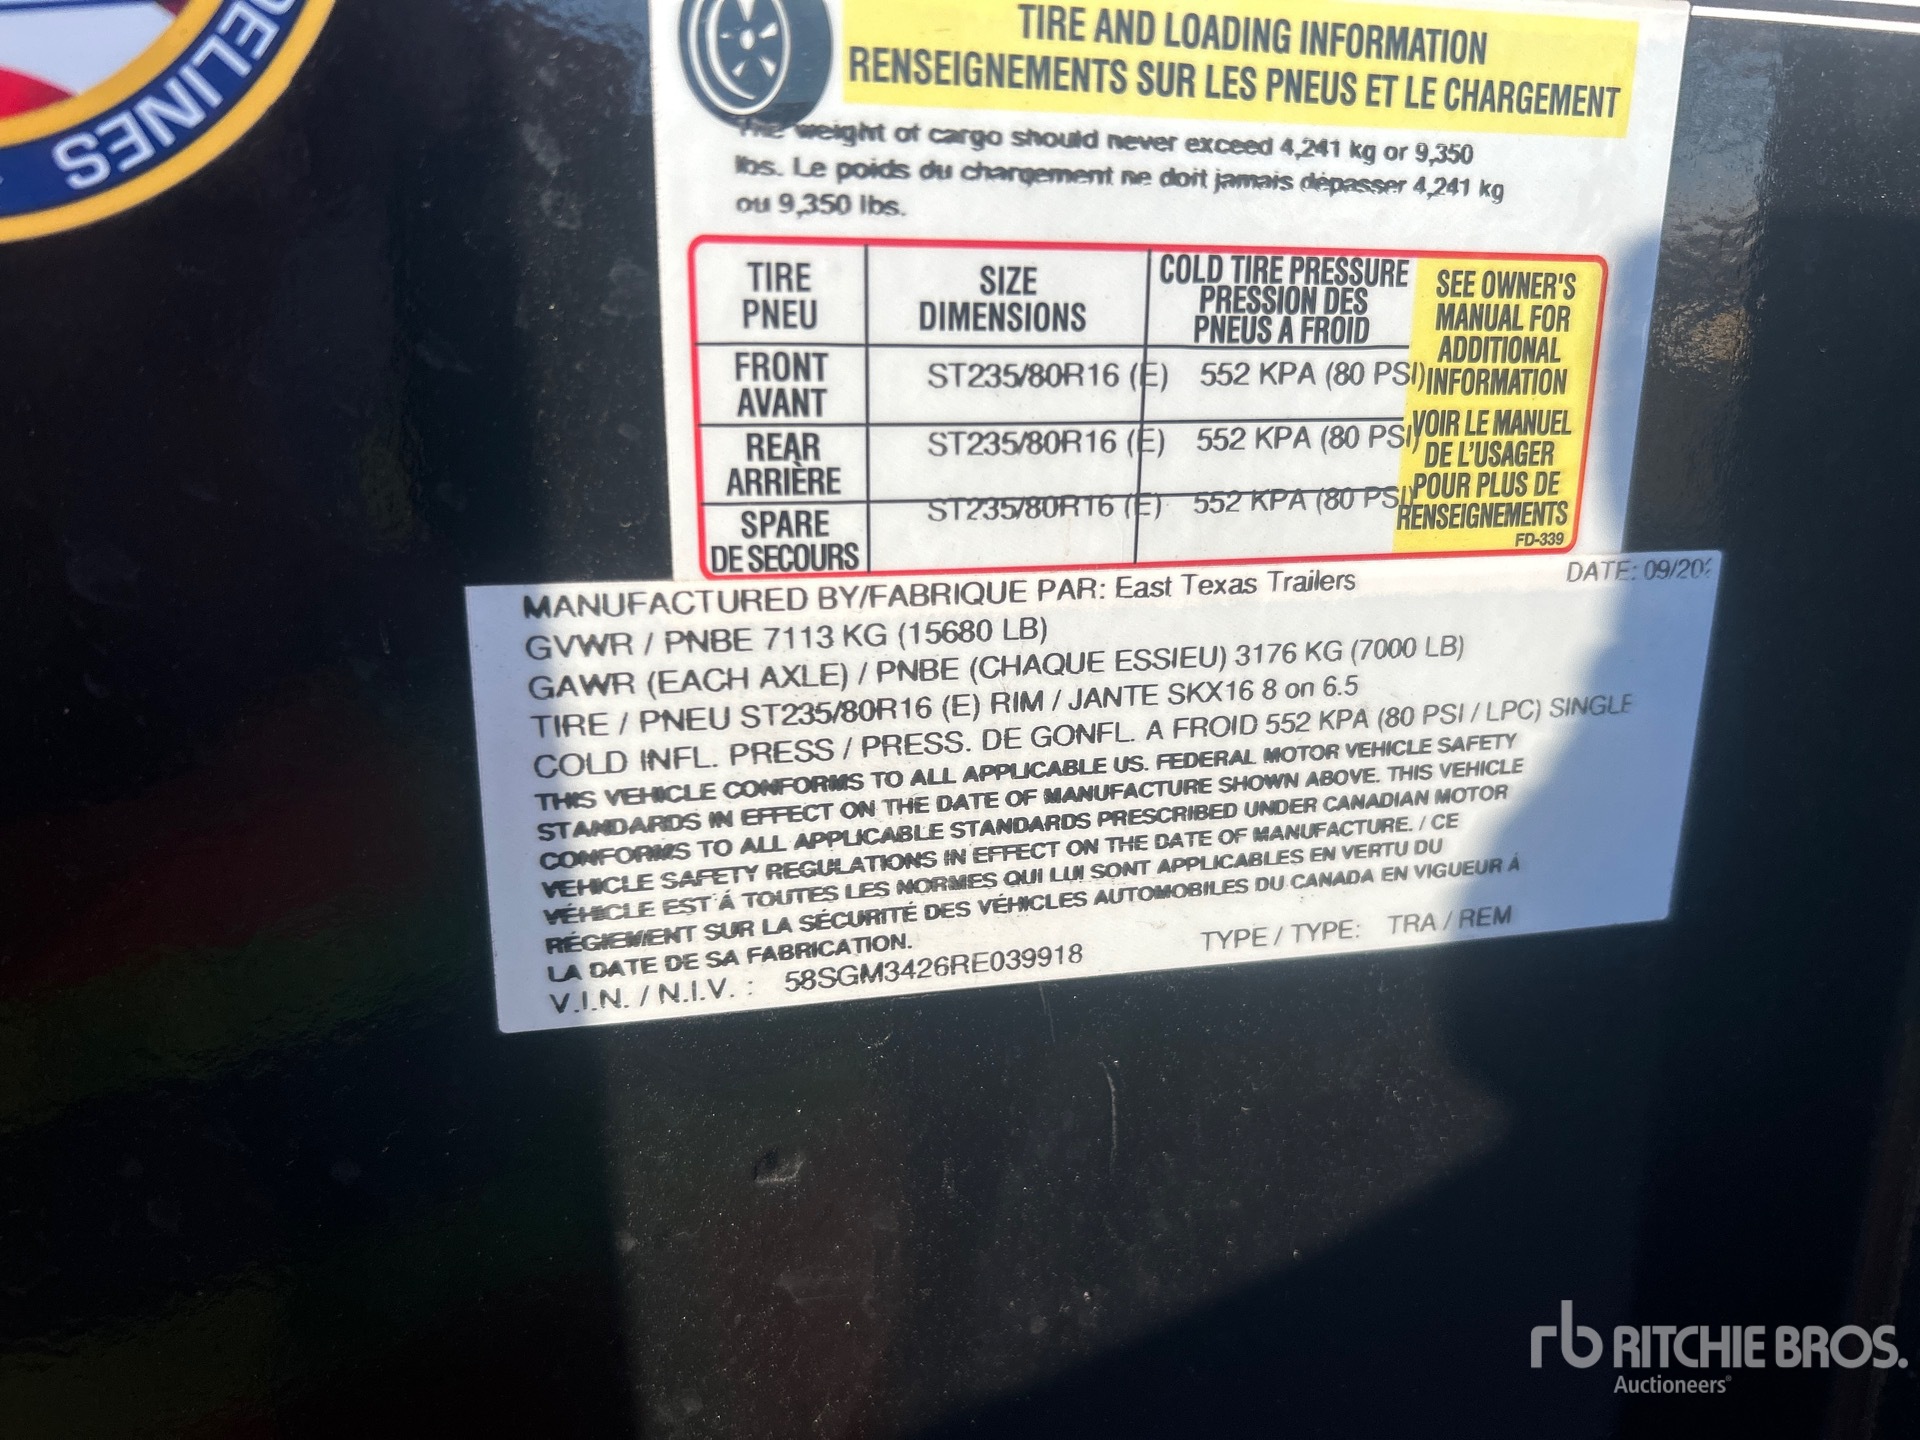 DELINES
TIRE AND LOADING INFORMATION
RENSEIGNEMENTS SUR LES PNEUS ET LE CHARGEMENT
The weight of cargo should never exceed 4,241 kg or 9,350
lbs. Le poids du chargement ne doit jamais dépasser 4,241 kg
ou 9,350 lbs.
TIRE
PNEU
SIZE
DIMENSIONS
COLD TIRE PRESSURE
PRESSION DES
PNEUS A FROID
FRONT
AVANT
ST235/80R16 (E)
552 KPA (80 PSI)
REAR
ARRIÈRE
ST235/80R16 (E)
552 KPA (80 PSI)
SPARE
DE SECOURS
ST235/80R16 (E)
552 KPA (80 PSI)
SEE OWNER'S
MANUAL FOR
ADDITIONAL
INFORMATION
VOIR LE MANUEL
DE L'USAGER
POUR PLUS DE
RENSEIGNEMENTS
FD-339
MANUFACTURED BY/FABRIQUE PAR: East Texas Trailers DATE: 09/202
GVWR / PNBE 7113 KG (15680 LB)
GAWR (EACH AXLE) / PNBE (CHAQUE ESSIEU) 3176 KG (7000 LB)
TIRE / PNEU ST235/80R16 (E) RIM / JANTE SKX16 8 on 6.5
COLD INFL. PRESS / PRESS. DE GONFL. A FROID 552 KPA (80 PSI / LPC) SINGLE
THIS VEHICLE CONFORMS TO ALL APPLICABLE US. FEDERAL MOTOR VEHICLE SAFETY
STANDARDS IN EFFECT ON THE DATE OF MANUFACTURE SHOWN ABOVE. THIS VEHICLE
CONFORMS TO ALL APPLICABLE STANDARDS PRESCRIBED UNDER CANADIAN MOTOR
VEHICLE SAFETY REGULATIONS IN EFFECT ON THE DATE OF MANUFACTURE. / CE
VÉHICLE EST Á TOUTES LES NORMES QUI LUI SONT APPLICABLES EN VERTU DU
RÉGIEMENT SUR LA SÉCURITÉ DES VÉHICLES AUTOMOBILES DU CANADA EN VIGUEUR Á
LA DATE DE SA FABRICATION.
V.I.N. / N.I.V. : 58SGM3426RE039918 TYPE / TYPE: TRA / REM
rb RITCHIE BROS.
Auctioneers